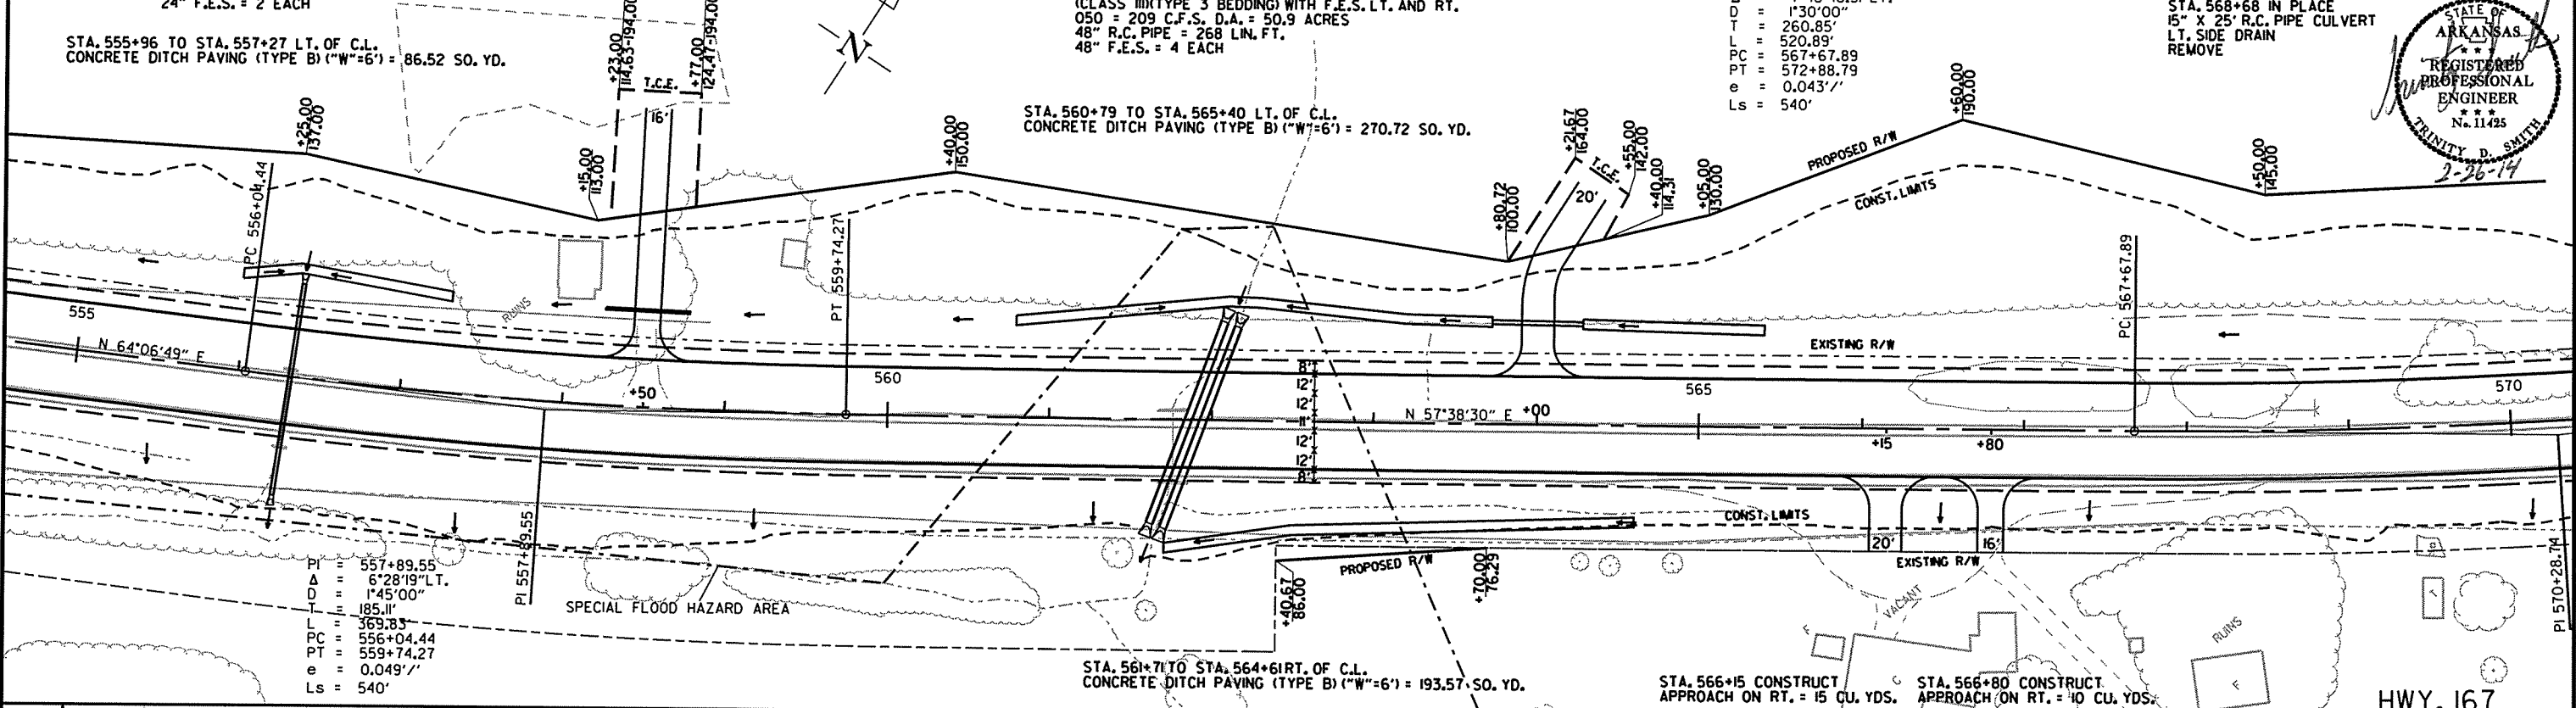 24" F.E.S. = 2 EACH
STA. 555+96 TO STA. 557+27 LT. OF C.L.
CONCRETE DITCH PAVING (TYPE B) ("W"=6') = 86.52 SQ. YD.
(CLASS III)(TYPE 3 BEDDING) WITH F.E.S. LT. AND RT.
Q50 = 209 C.F.S. D.A. = 50.9 ACRES
48" R.C. PIPE = 268 LIN. FT.
48" F.E.S. = 4 EACH
STA. 560+79 TO STA. 565+40 LT. OF C.L.
CONCRETE DITCH PAVING (TYPE B) ("W"=6') = 270.72 SQ. YD.
D = 1°30'00"
T = 260.85'
L = 520.89'
PC = 567+67.89
PT = 572+88.79
e = 0.043'/'
Ls = 540'
STA. 568+68 IN PLACE
15" X 25' R.C. PIPE CULVERT
LT. SIDE DRAIN
REMOVE
STATE OF
ARKANSAS
REGISTERED
PROFESSIONAL
ENGINEER
No. 11425
TRINITY D. SMITH
2-26-14
N
+23.00
114.63-194.00
+77.00
124.47-194.00
T.C.E.
16'
+25.00
137.00
+15.00
113.00
+40.00
150.00
+80.72
100.00
+21.67
164.00
T.C.E.
20'
+55.00
142.00
+40.00
114.31
+05.00
130.00
PROPOSED R/W
CONST. LIMITS
+60.00
190.00
+50.00
145.00
PC 556+04.44
PT 559+74.27
PC 567+67.89
RUINS
555
N 64°06'49" E
+50
560
8'
12'
12'
11'
12'
12'
8'
N 57°38'30" E
+00
EXISTING R/W
565
+15
+80
570
PI 557+89.55
PI 570+28.74
CONST. LIMITS
20'
16'
EXISTING R/W
PROPOSED R/W
+40.67
86.00
+70.00
76.29
SPECIAL FLOOD HAZARD AREA
VACANT
RUINS
F
C
F
PI = 557+89.55
Δ = 6°28'19" LT.
D = 1°45'00"
T = 185.11'
L = 369.83'
PC = 556+04.44
PT = 559+74.27
e = 0.049'/'
Ls = 540'
STA. 561+71 TO STA. 564+61 RT. OF C.L.
CONCRETE DITCH PAVING (TYPE B) ("W"=6') = 193.57 SQ. YD.
STA. 566+15 CONSTRUCT
APPROACH ON RT. = 15 CU. YDS.
STA. 566+80 CONSTRUCT
APPROACH ON RT. = 10 CU. YDS.
HWY. 167